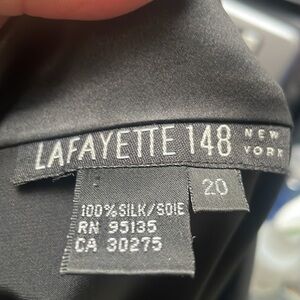 LAFAYETTE 148 NEW YORK
20
100% SILK/SOIE
RN 95135
CA 30275